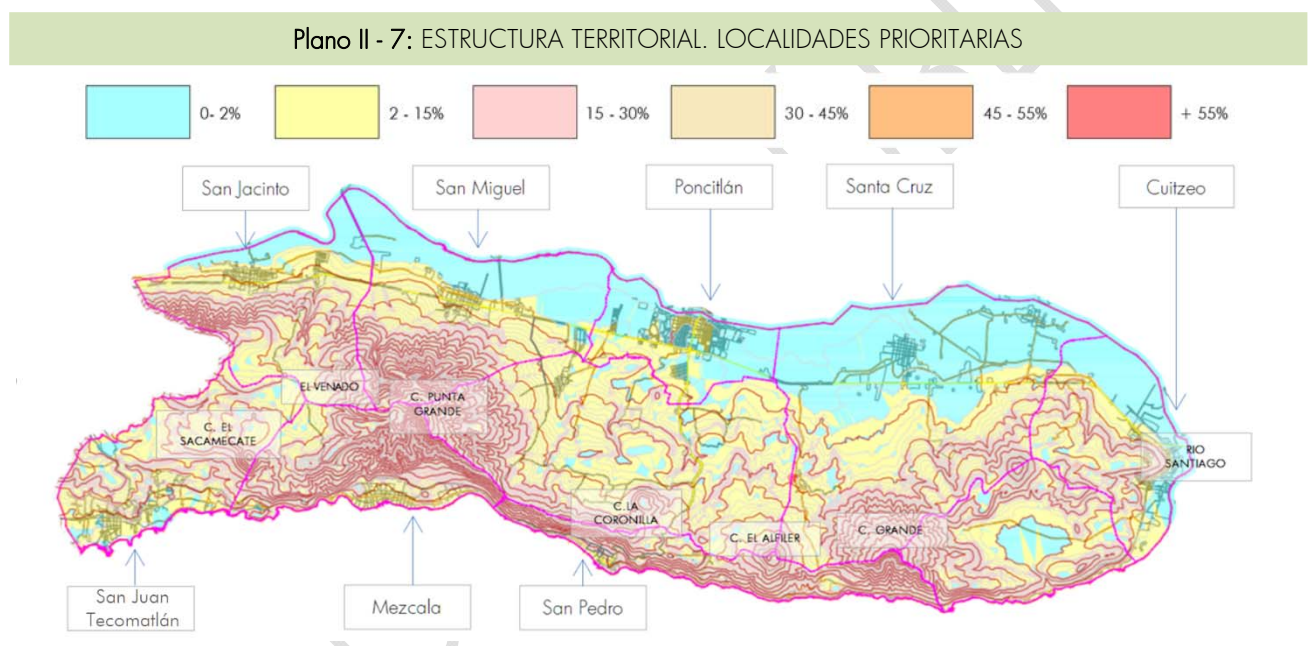 Plano II - 7: ESTRUCTURA TERRITORIAL. LOCALIDADES PRIORITARIAS
0- 2%
2 - 15%
15 - 30%
30 - 45%
45 - 55%
+ 55%
San Jacinto
San Miguel
Poncitlán
Santa Cruz
Cuitzeo
EL VENADO
C. PUNTA
GRANDE
C. EL
SACAMECATE
RIO
SANTIAGO
C.LA
CORONILLA
C. EL ALFILER
C. GRANDE
San Juan
Tecomatlán
Mezcala
San Pedro